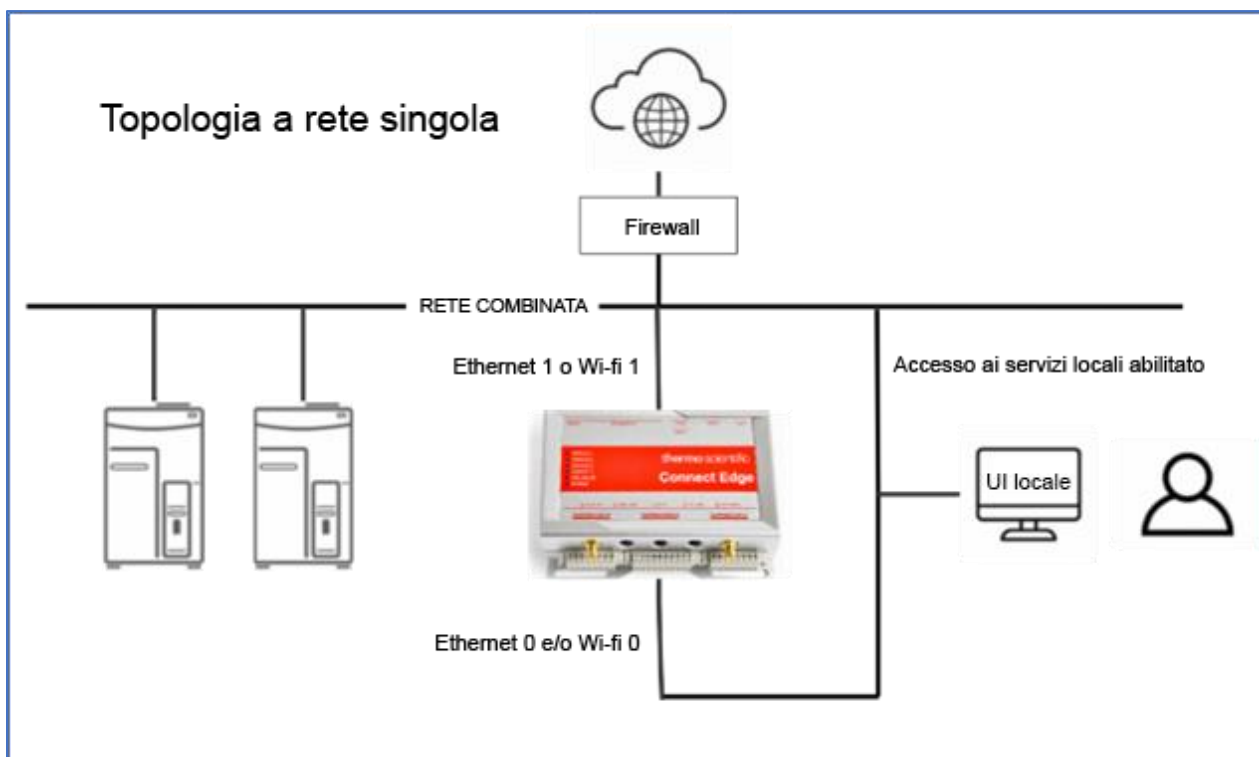 Topologia a rete singola
Firewall
RETE COMBINATA
Ethernet 1 o Wi-fi 1
Accesso ai servizi locali abilitato
thermo scientific
Connect Edge
UI locale
Ethernet 0 e/o Wi-fi 0